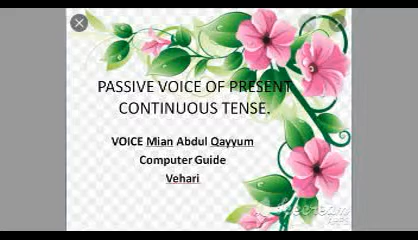 PASSIVE VOICE OF PRESENT
CONTINUOUS TENSE.
VOICE Mian Abdul Qayyum
Computer Guide
Vehari